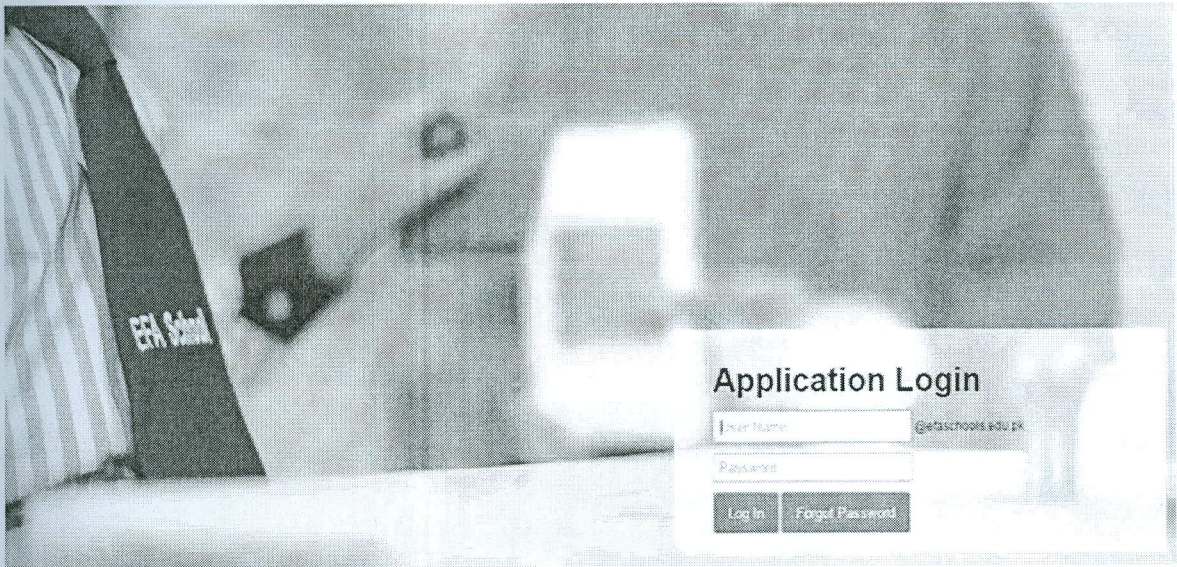 EFA School
Application Login
User Name
@efaschools.edu.pk
Password
Log In
Forgot Password